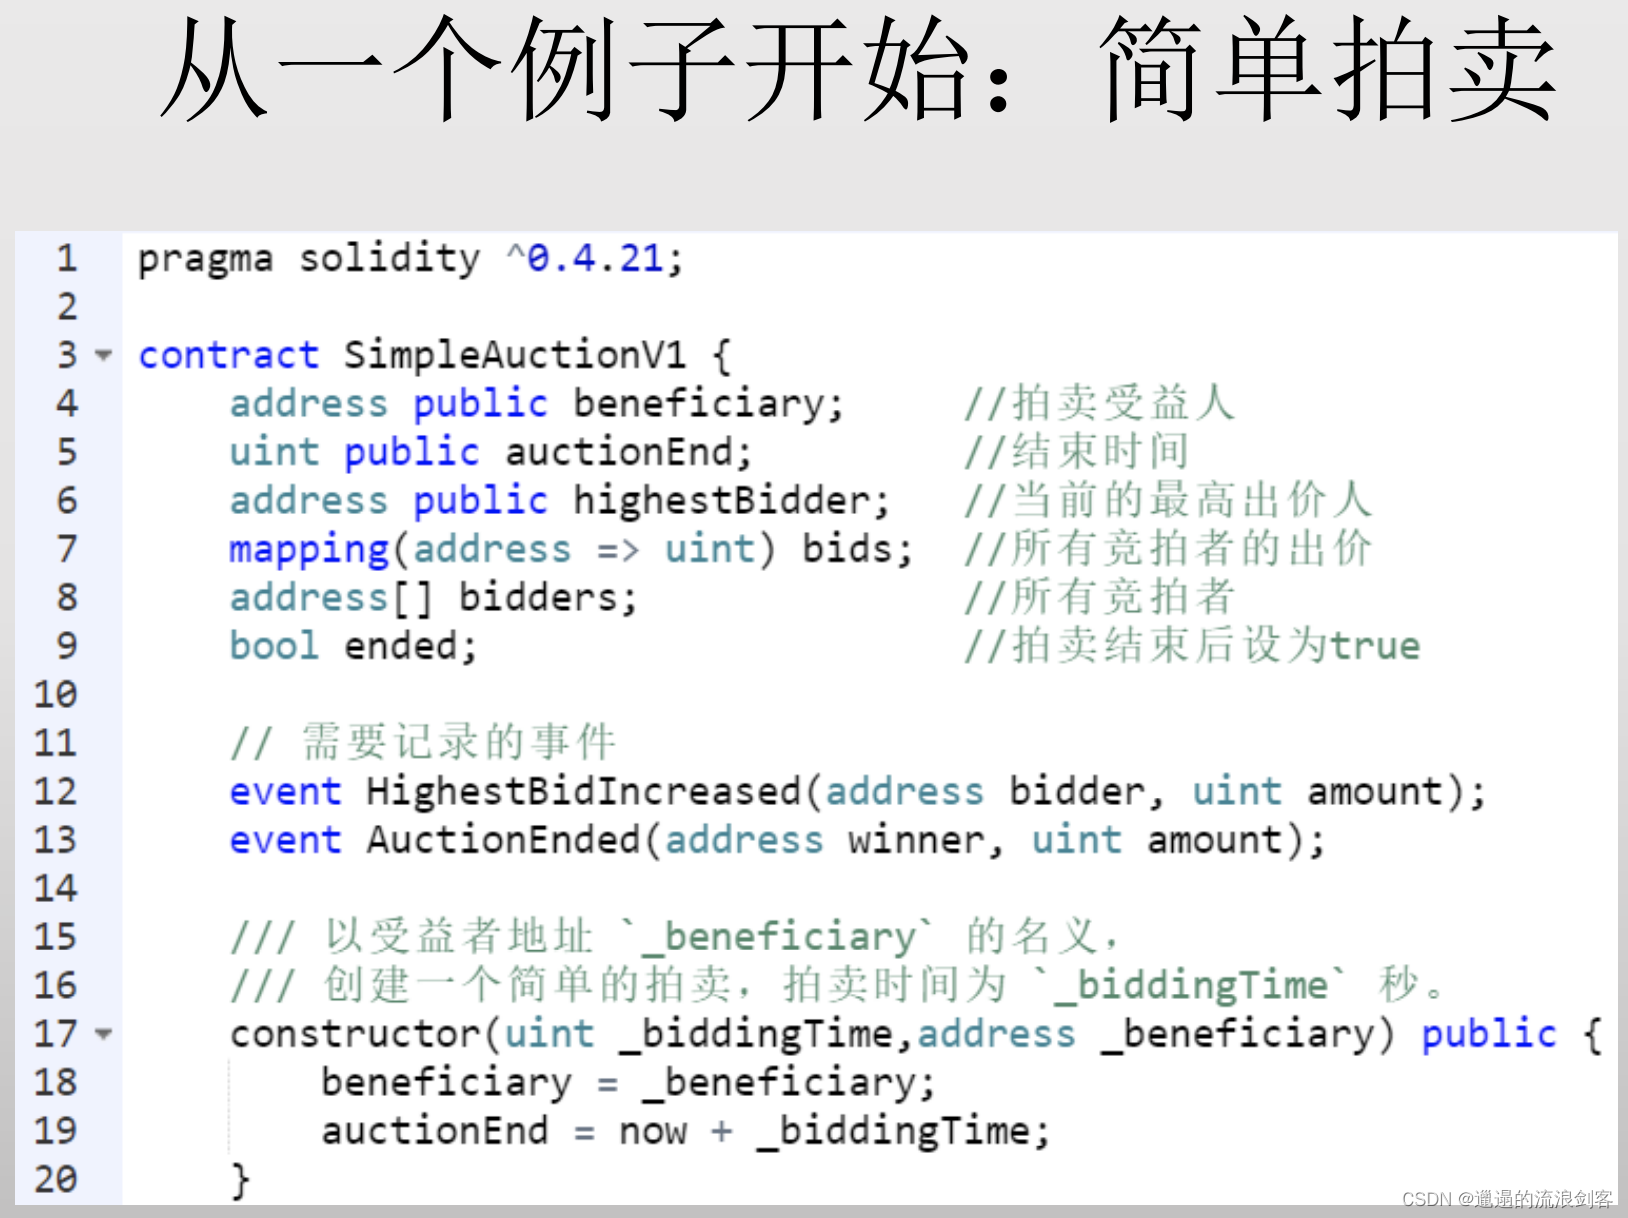 从一个例子开始：简单拍卖
1 pragma solidity ^0.4.21;
2
3 contract SimpleAuctionV1 {
4     address public beneficiary;     //拍卖受益人
5     uint public auctionEnd;         //结束时间
6     address public highestBidder;   //当前的最高出价人
7     mapping(address => uint) bids;  //所有竞拍者的出价
8     address[] bidders;              //所有竞拍者
9     bool ended;                     //拍卖结束后设为true
10
11     // 需要记录的事件
12     event HighestBidIncreased(address bidder, uint amount);
13     event AuctionEnded(address winner, uint amount);
14
15     /// 以受益者地址 `_beneficiary` 的名义，
16     /// 创建一个简单的拍卖，拍卖时间为 `_biddingTime` 秒。
17     constructor(uint _biddingTime,address _beneficiary) public {
18         beneficiary = _beneficiary;
19         auctionEnd = now + _biddingTime;
20     }
CSDN @邋遢的流浪剑客